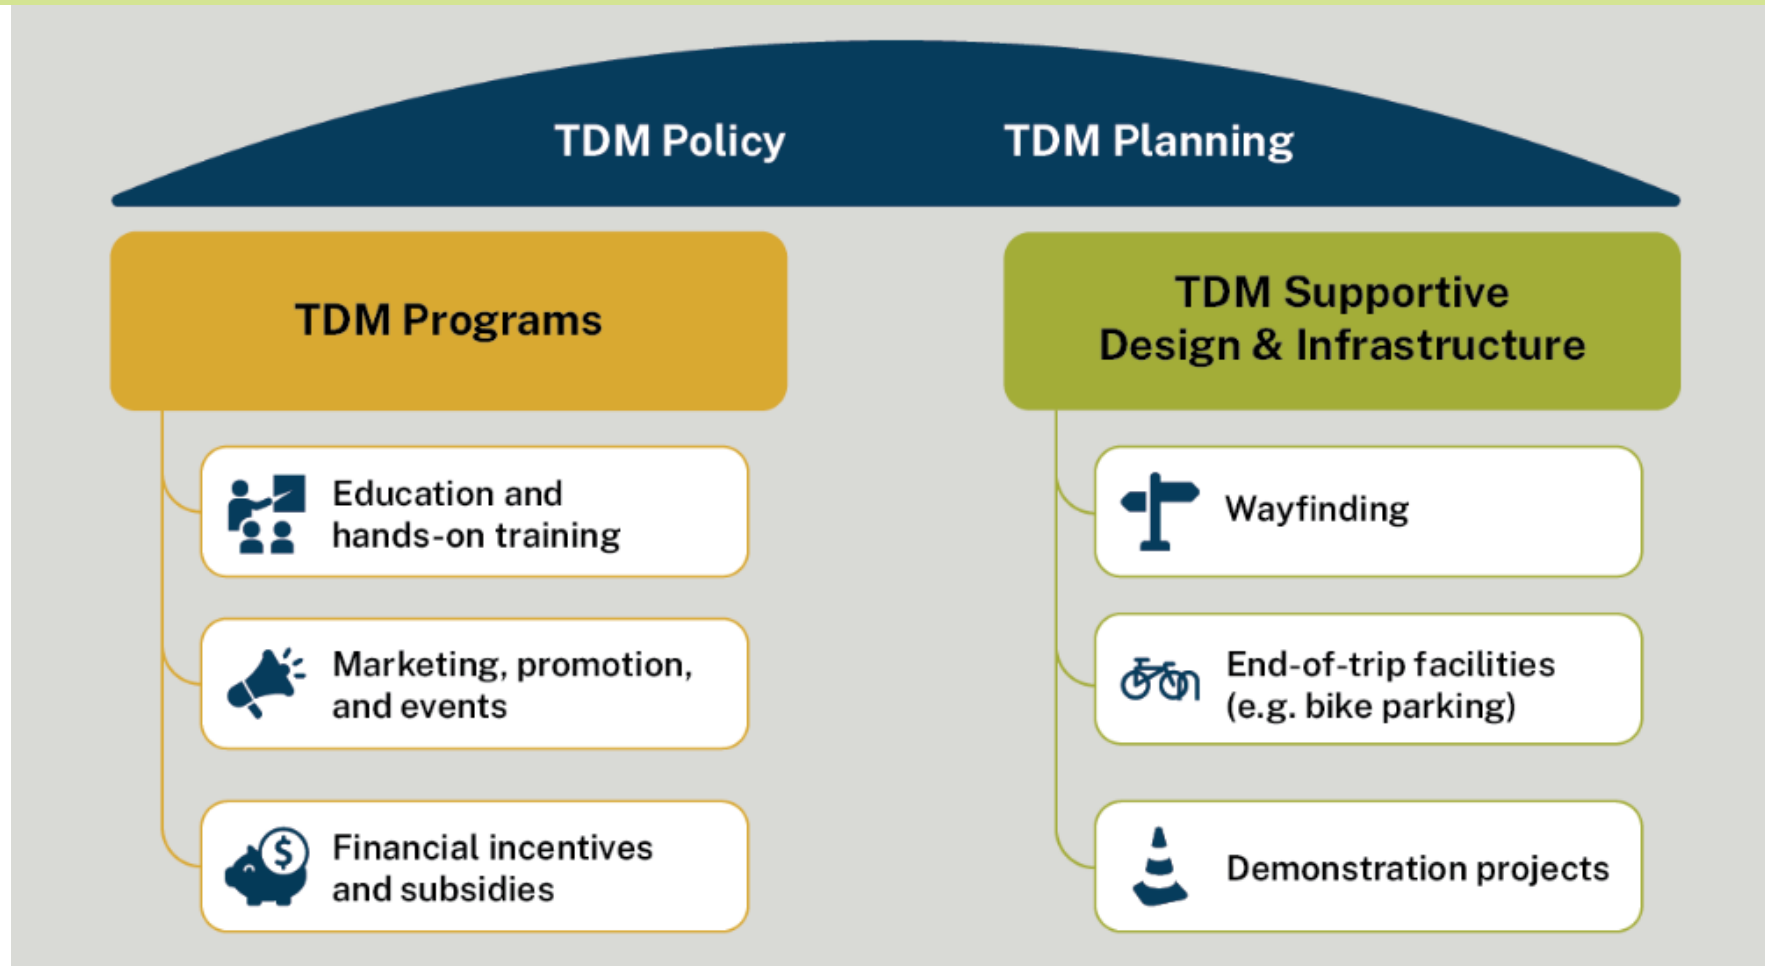 TDM Policy
TDM Planning
TDM Programs
Education and
hands-on training
Marketing, promotion,
and events
$
Financial incentives
and subsidies
TDM Supportive
Design & Infrastructure
Wayfinding
End-of-trip facilities
(e.g. bike parking)
Demonstration projects